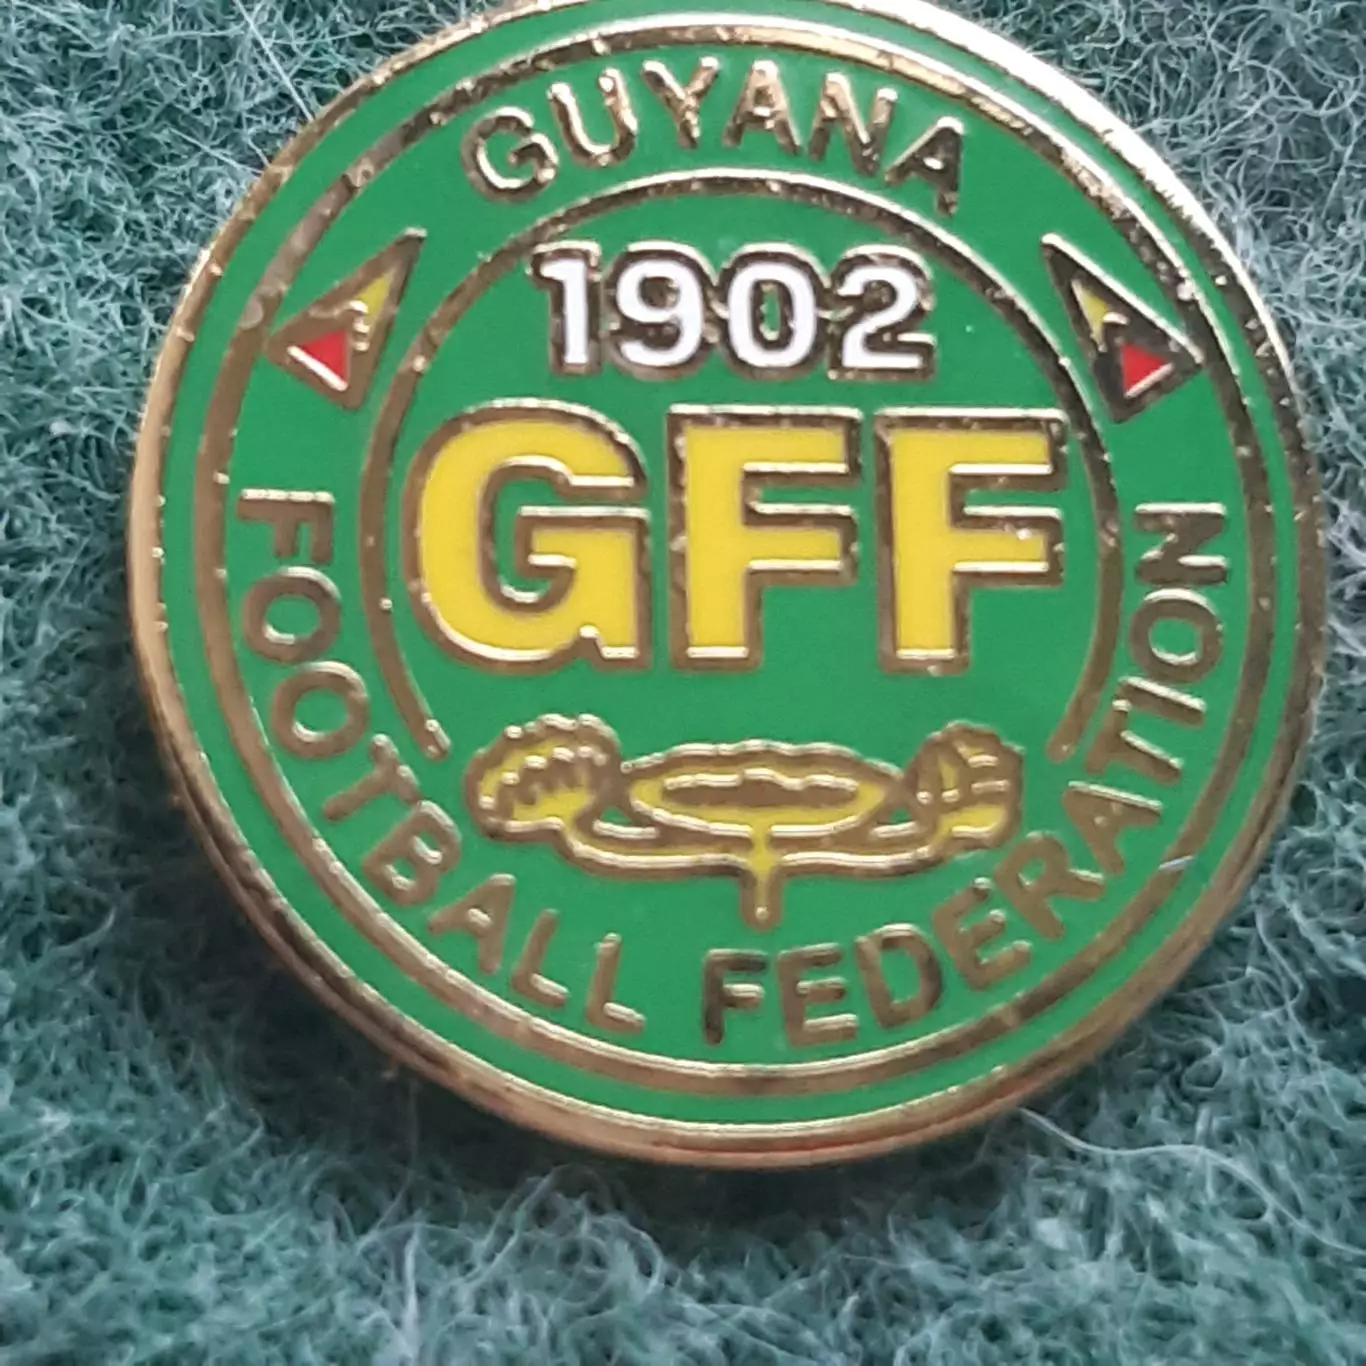 GUYANA
1902
GFF
FOOTBALL FEDERATION